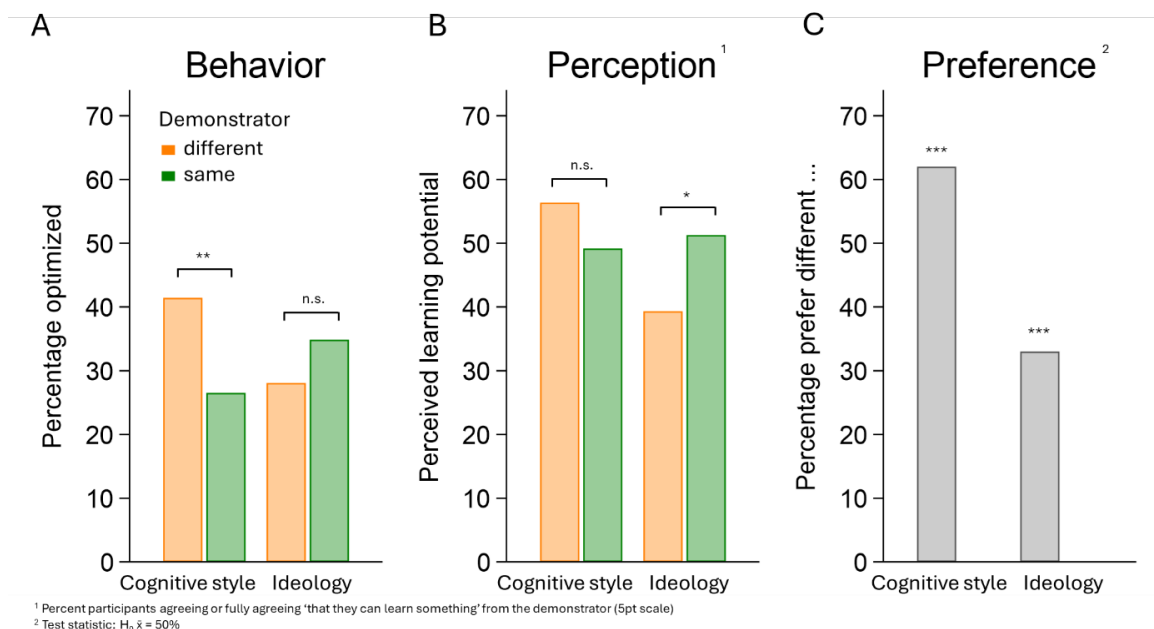 A
Behavior
Percentage optimized
70
60
50
40
30
20
10
0
Demonstrator
different
same
**
n.s.
Cognitive style
Ideology
B
Perception ¹
Perceived learning potential
70
60
50
40
30
20
10
0
n.s.
*
Cognitive style
Ideology
C
Preference ²
Percentage prefer different ...
70
60
50
40
30
20
10
0
***
***
Cognitive style
Ideology
¹ Percent participants agreeing or fully agreeing ‘that they can learn something’ from the demonstrator (5pt scale)
² Test statistic: H₀ x̄ = 50%